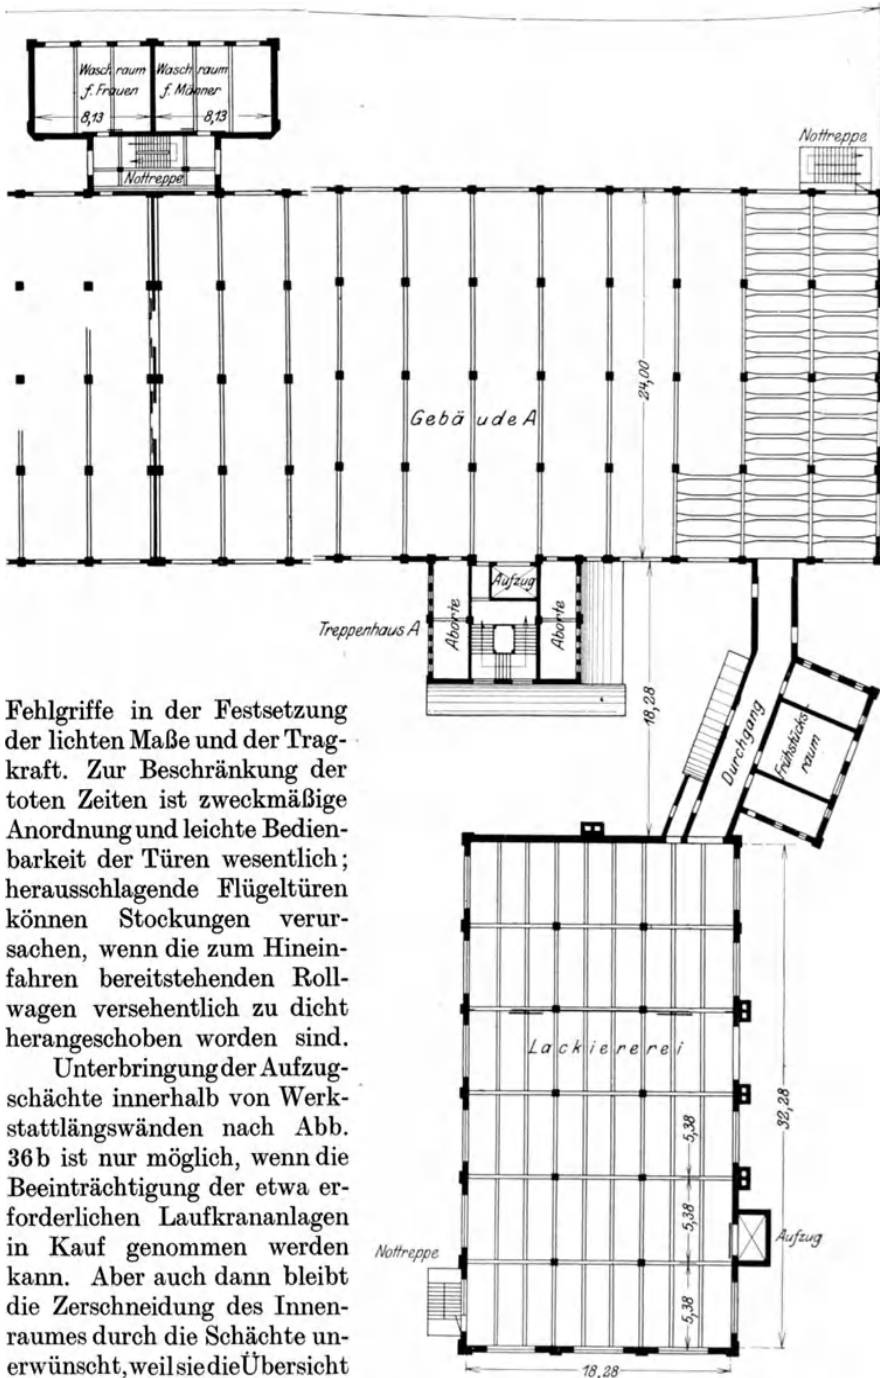 Wasch raum
f. Frauen
8,13
Wasch raum
f. Männer
8,13
Nottreppe
Nottreppe
24,00
Gebäude A
Aufzug
Aborte
Aborte
Treppenhaus A
18,28
Durchgang
Frühstücks-
raum
Fehlgriffe in der Festsetzung
der lichten Maße und der Trag-
kraft. Zur Beschränkung der
toten Zeiten ist zweckmäßige
Anordnung und leichte Bedien-
barkeit der Türen wesentlich;
herausschlagende Flügeltüren
können Stockungen verur-
sachen, wenn die zum Hinein-
fahren bereitstehenden Roll-
wagen versehentlich zu dicht
herangeschoben worden sind.
Unterbringung der Aufzug-
schächte innerhalb von Werk-
stattlängswänden nach Abb.
36b ist nur möglich, wenn die
Beeinträchtigung der etwa er-
forderlichen Laufkrananlagen
in Kauf genommen werden
kann. Aber auch dann bleibt
die Zerschneidung des Innen-
raumes durch die Schächte un-
erwünscht, weil sie die Übersicht
Lackiererei
5,38
5,38
5,38
32,28
Aufzug
Nottreppe
18,28